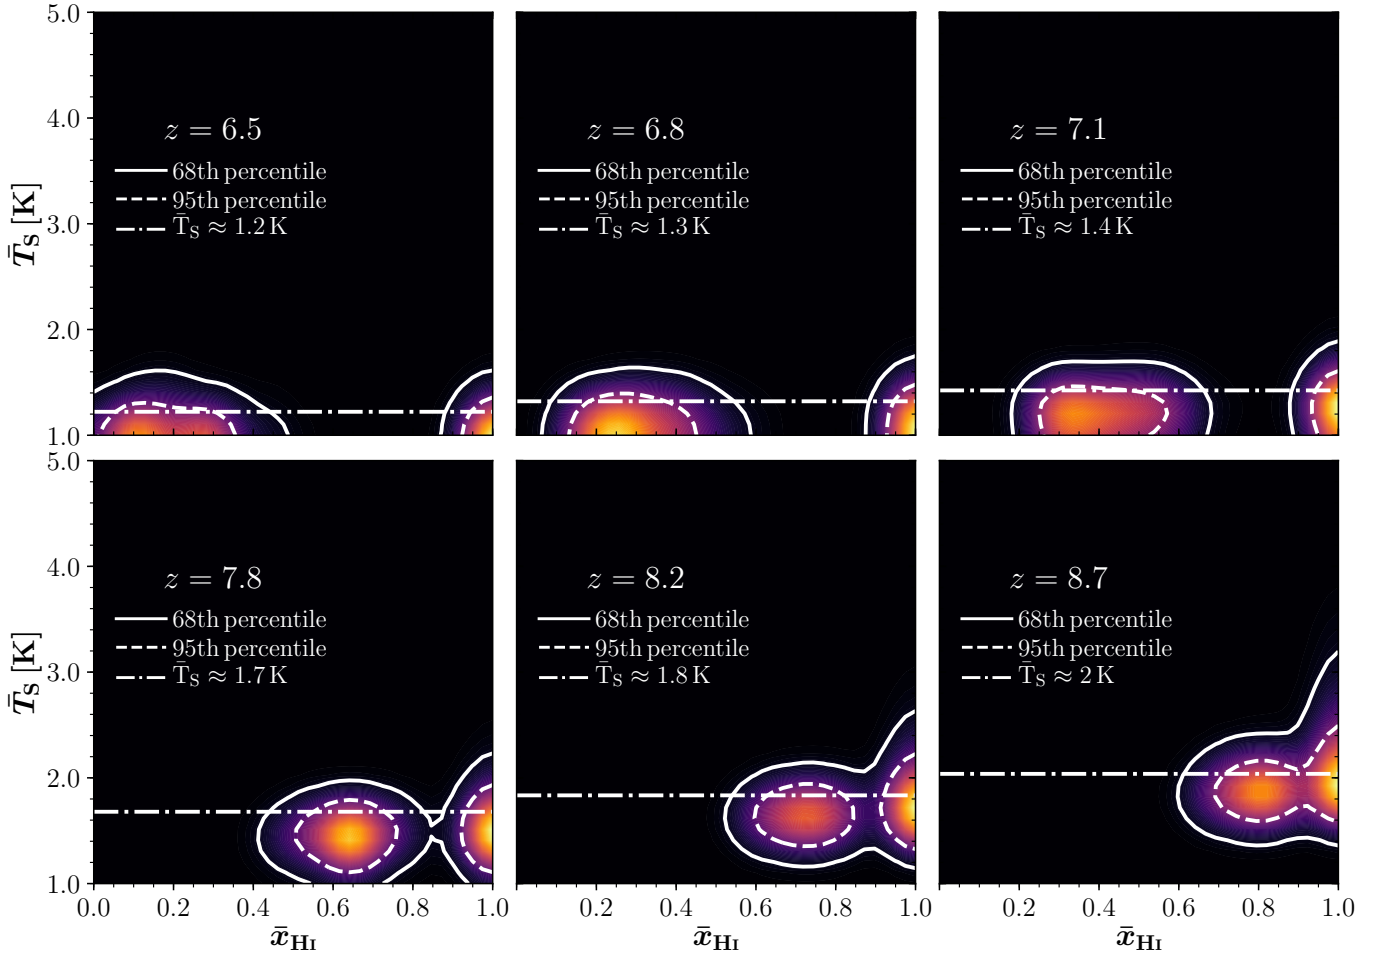 5.0
4.0
3.0
2.0
1.0
T̄S [K]
z = 6.5
68th percentile
95th percentile
T̄S ≈ 1.2 K
z = 6.8
68th percentile
95th percentile
T̄S ≈ 1.3 K
z = 7.1
68th percentile
95th percentile
T̄S ≈ 1.4 K
5.0
4.0
3.0
2.0
1.0
T̄S [K]
z = 7.8
68th percentile
95th percentile
T̄S ≈ 1.7 K
z = 8.2
68th percentile
95th percentile
T̄S ≈ 1.8 K
z = 8.7
68th percentile
95th percentile
T̄S ≈ 2 K
0.0 0.2 0.4 0.6 0.8 1.0
0.2 0.4 0.6 0.8 1.0
0.2 0.4 0.6 0.8 1.0
x̄HI
x̄HI
x̄HI